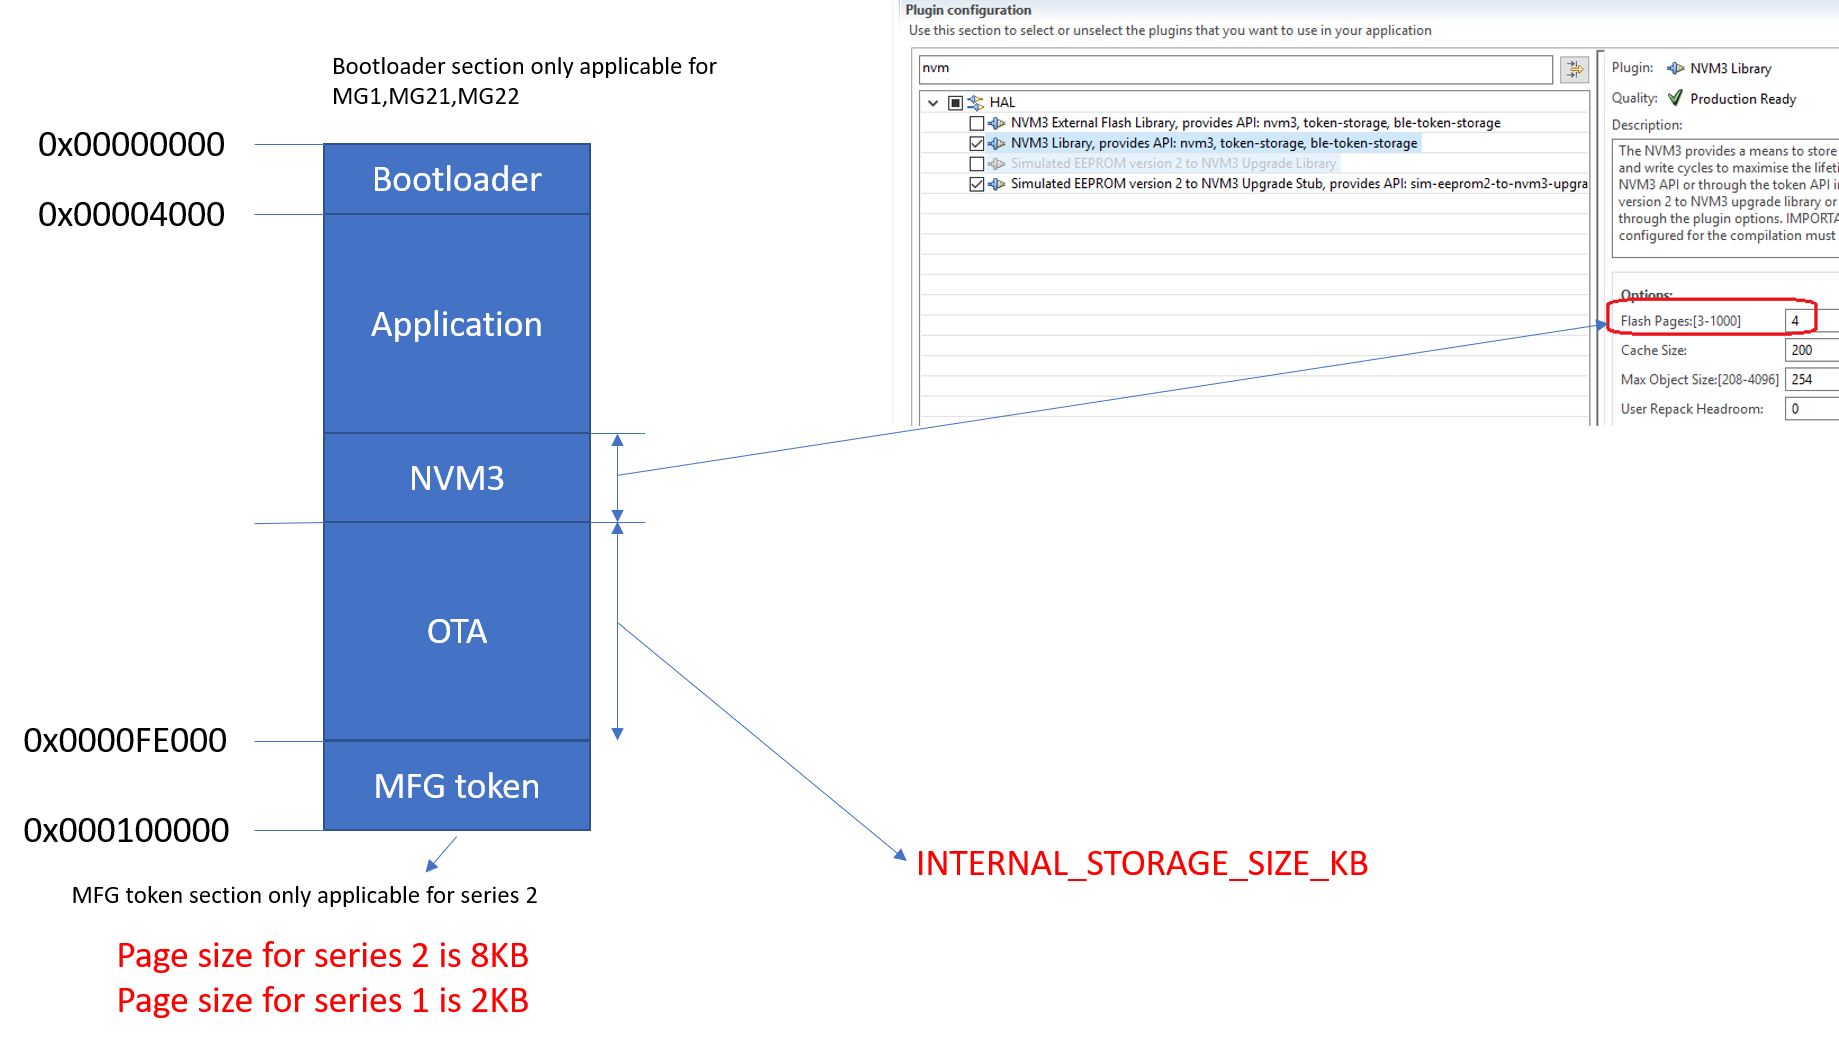 Bootloader section only applicable for
MG1,MG21,MG22
0x00000000
Bootloader
0x00004000
Application
NVM3
OTA
0x0000FE000
MFG token
0x000100000
MFG token section only applicable for series 2
Page size for series 2 is 8KB
Page size for series 1 is 2KB
INTERNAL_STORAGE_SIZE_KB
Plugin configuration
Use this section to select or unselect the plugins that you want to use in your application
nvm
HAL
NVM3 External Flash Library, provides API: nvm3, token-storage, ble-token-storage
NVM3 Library, provides API: nvm3, token-storage, ble-token-storage
Simulated EEPROM version 2 to NVM3 Upgrade Library
Simulated EEPROM version 2 to NVM3 Upgrade Stub, provides API: sim-eeprom2-to-nvm3-upgra
Plugin: NVM3 Library
Quality: Production Ready
Description:
The NVM3 provides a means to store
and write cycles to maximise the lifeti
NVM3 API or through the token API i
version 2 to NVM3 upgrade library or
through the plugin options. IMPORTA
configured for the compilation must
Options:
Flash Pages:[3-1000] 4
Cache Size: 200
Max Object Size:[208-4096] 254
User Repack Headroom: 0